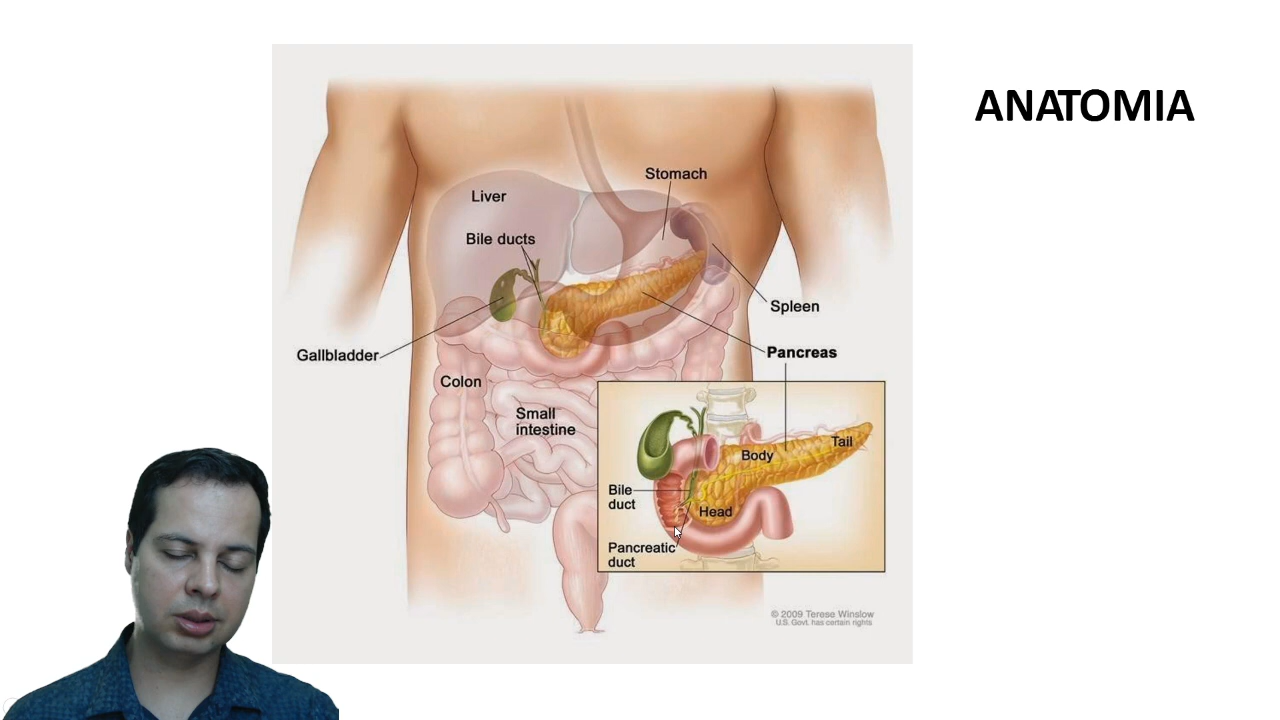 ANATOMIA
Stomach
Liver
Bile ducts
Spleen
Pancreas
Gallbladder
Colon
Small
intestine
Tail
Body
Bile
duct
Head
Pancreatic
duct
© 2009 Terese Winslow
U.S. Govt. has certain rights